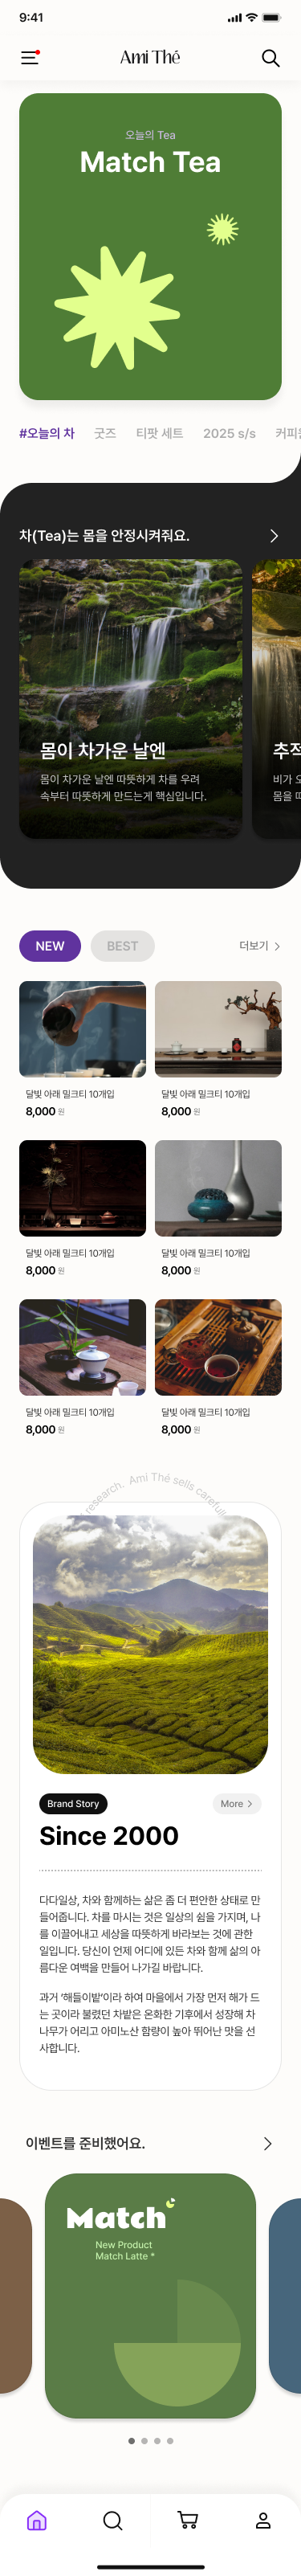 9:41
Ami Thé
오늘의 Tea
Match Tea
#오늘의 차 굿즈 티팟 세트 2025 s/s
차(Tea)는 몸을 안정시켜줘요.
몸이 차가운 날엔
몸이 차가운 날엔 따뜻하게 차를 우려
속부터 따뜻하게 만드는게 핵심입니다.
비가
몸을
NEW BEST 더보기
달빛 아래 밀크티 10개입
8,000 원
달빛 아래 밀크티 10개입
8,000 원
달빛 아래 밀크티 10개입
8,000 원
달빛 아래 밀크티 10개입
8,000 원
달빛 아래 밀크티 10개입
8,000 원
달빛 아래 밀크티 10개입
8,000 원
research. Ami Thé sells
Brand Story More
Since 2000
다다일상, 차와 함께하는 삶은 좀 더 편안한 상태로 만
들어줍니다. 차를 마시는 것은 일상의 쉼을 가지며, 나
를 이끌어내고 세상을 따뜻하게 바라보는 것에 관한
일입니다. 당신이 언제 어디에 있든 차와 함께 삶의 아
름다운 여백을 만들어 나가길 바랍니다.
과거 ‘해들이밭‘이라 하여 마을에서 가장 먼저 해가 드
는 곳이라 불렸던 차밭은 온화한 기후에서 성장해 차
나무가 어리고 아미노산 함량이 높아 뛰어난 맛을 선
사합니다.
이벤트를 준비했어요.
Match
New Product
Match Latte *